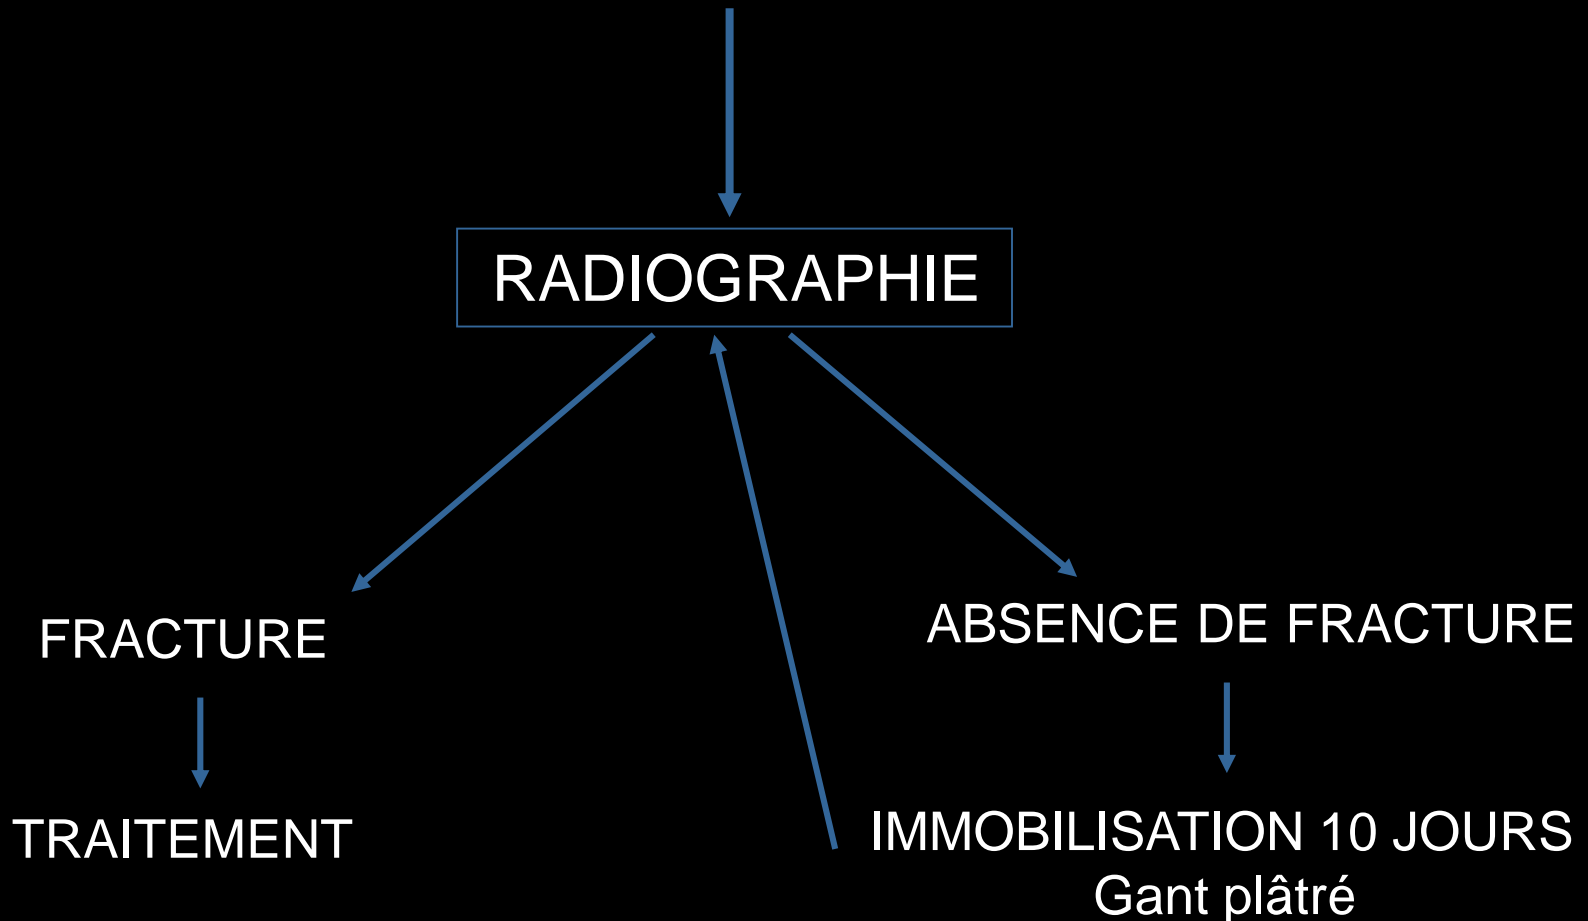 RADIOGRAPHIE
FRACTURE
ABSENCE DE FRACTURE
TRAITEMENT
IMMOBILISATION 10 JOURS
Gant plâtré